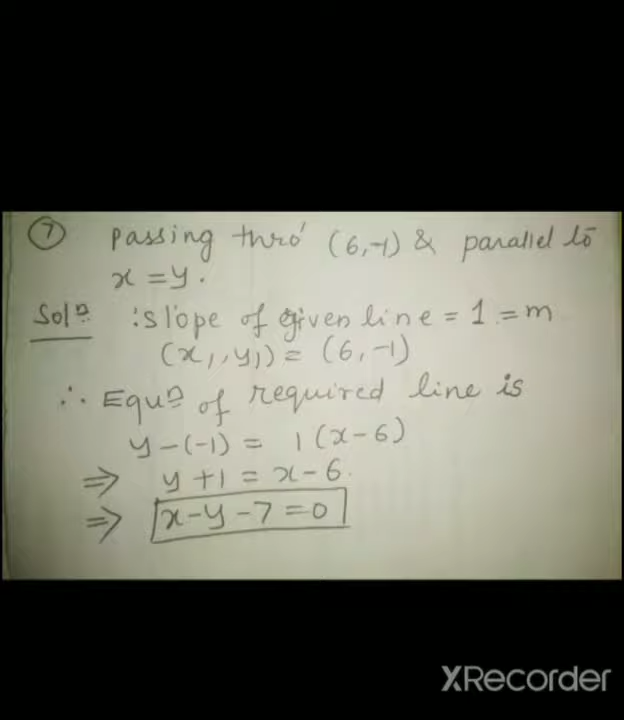 ⑦ Passing thro' (6,-1) & parallel to
x = y.
Solⁿ : slope of given line = 1 = m
(x₁, y₁) = (6, -1)
∴ Equⁿ of required line is
y-(-1) = 1(x-6)
⇒ y+1 = x-6.
⇒ x-y-7=0
XRecorder